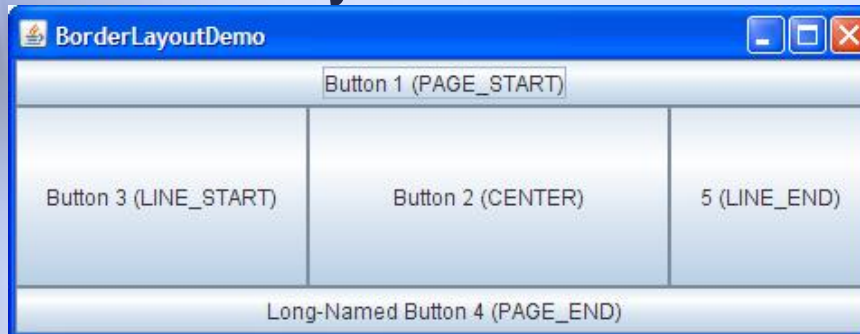 BorderLayoutDemo
Button 1 (PAGE_START)
Button 3 (LINE_START) Button 2 (CENTER) 5 (LINE_END)
Long-Named Button 4 (PAGE_END)